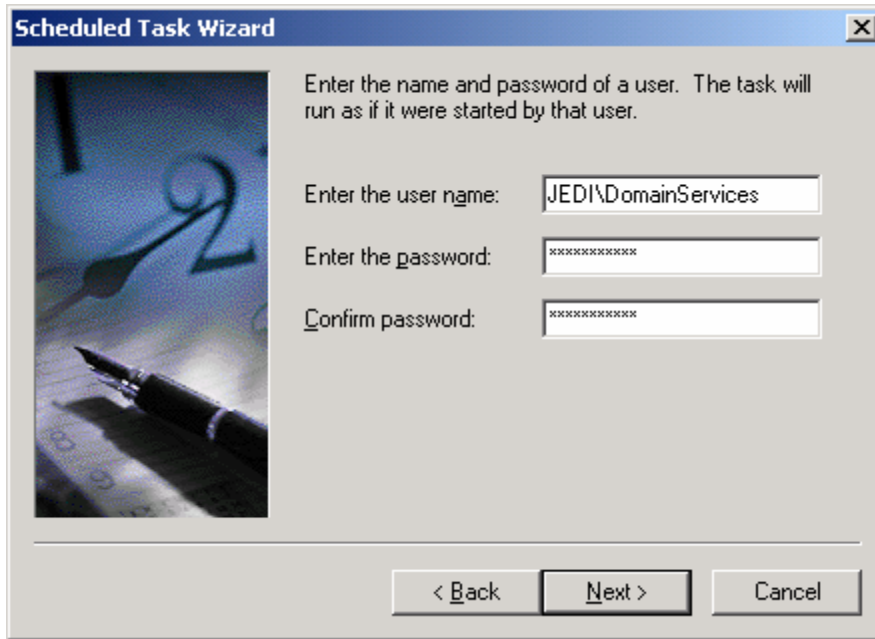 Scheduled Task Wizard
Enter the name and password of a user. The task will
run as if it were started by that user.
Enter the user name: JEDI\DomainServices
Enter the password: ***********
Confirm password: ***********
< Back Next > Cancel